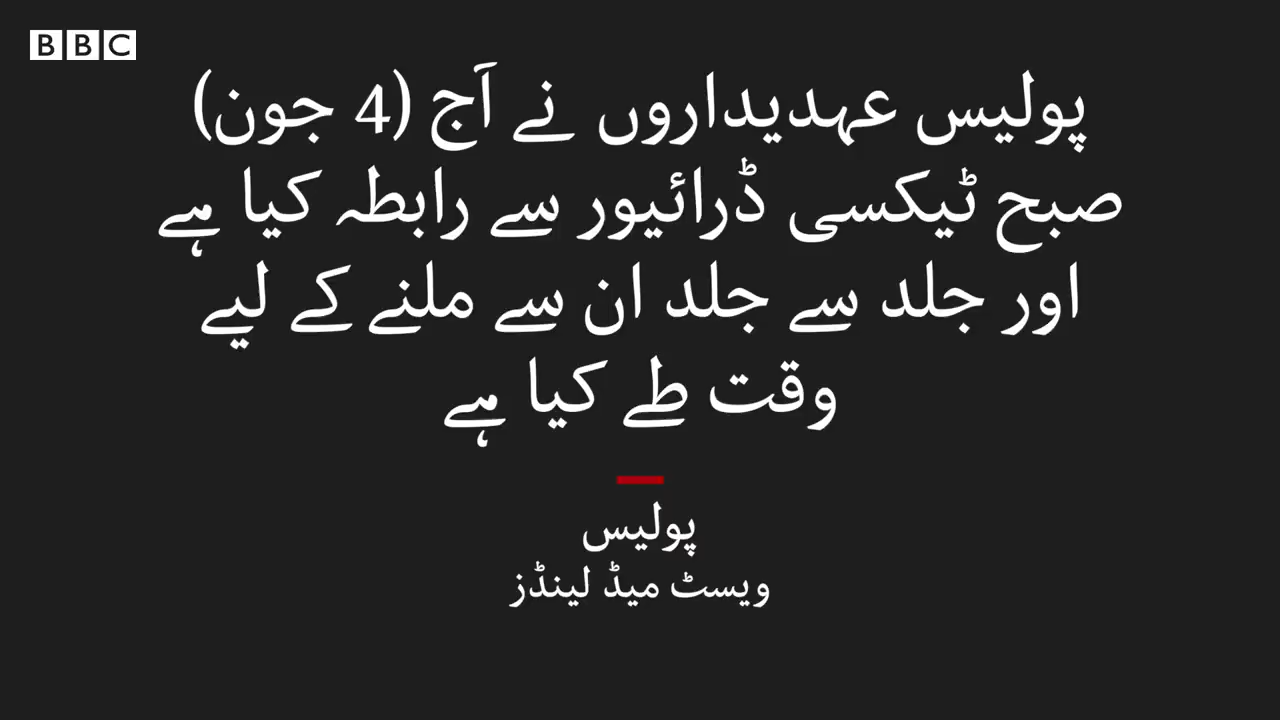 BBC
پولیس عہدیداروں نے آج (4 جون)
صبح ٹیکسی ڈرائیور سے رابطہ کیا ہے
اور جلد سے جلد ان سے ملنے کے لیے
وقت طے کیا ہے
پولیس
ویسٹ میڈ لینڈز